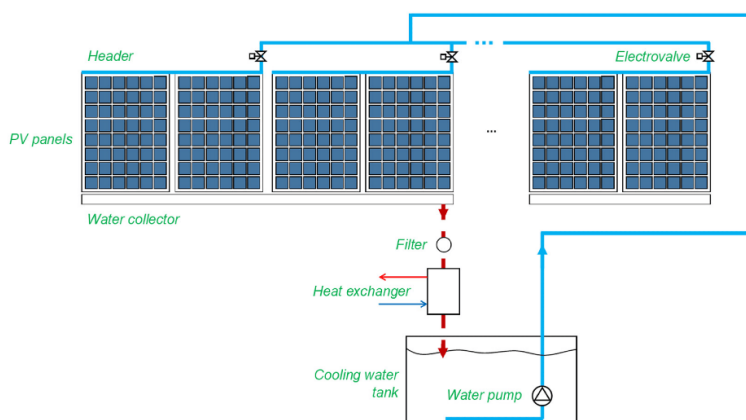 Header
Electrovalve
PV panels
...
...
Water collector
Filter
Heat exchanger
Cooling water
tank
Water pump